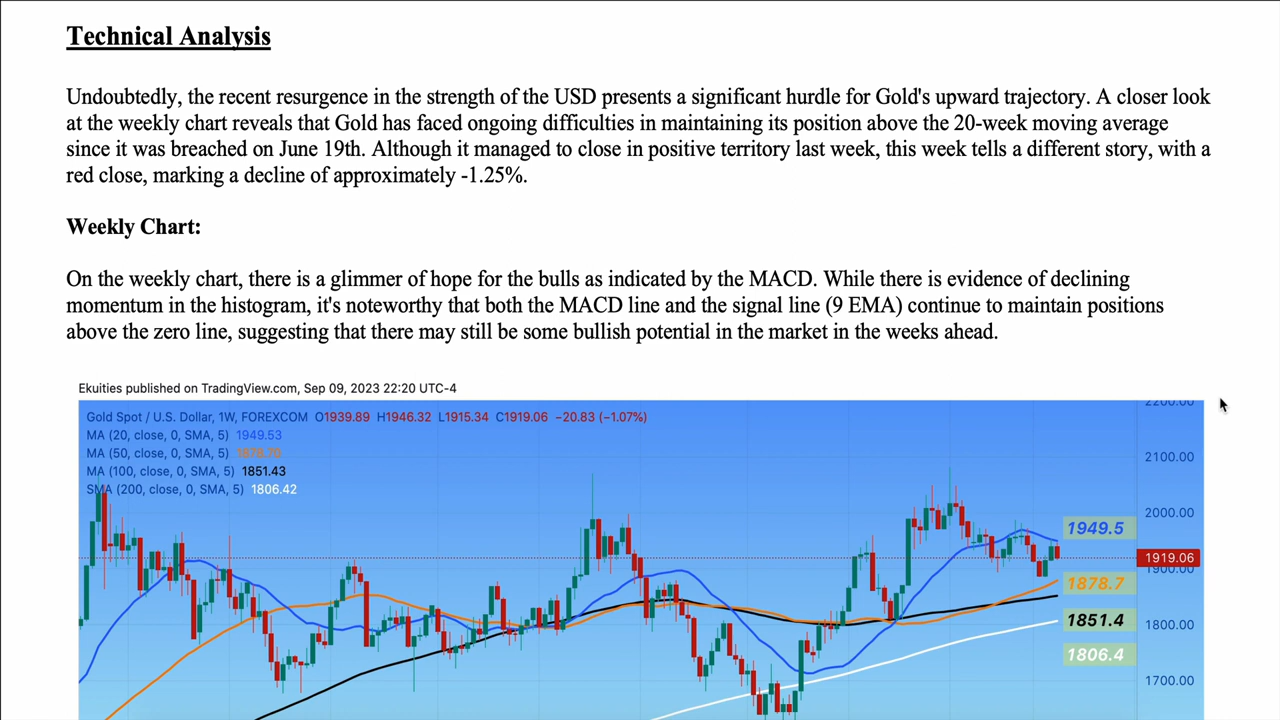 Technical Analysis
Undoubtedly, the recent resurgence in the strength of the USD presents a significant hurdle for Gold's upward trajectory. A closer look
at the weekly chart reveals that Gold has faced ongoing difficulties in maintaining its position above the 20-week moving average
since it was breached on June 19th. Although it managed to close in positive territory last week, this week tells a different story, with a
red close, marking a decline of approximately -1.25%.
Weekly Chart:
On the weekly chart, there is a glimmer of hope for the bulls as indicated by the MACD. While there is evidence of declining
momentum in the histogram, it's noteworthy that both the MACD line and the signal line (9 EMA) continue to maintain positions
above the zero line, suggesting that there may still be some bullish potential in the market in the weeks ahead.
Ekuities published on TradingView.com, Sep 09, 2023 22:20 UTC-4
Gold Spot / U.S. Dollar, 1W, FOREXCOM O1939.89 H1946.32 L1915.34 C1919.06 −20.83 (−1.07%)
MA (20, close, 0, SMA, 5) 1949.53
MA (50, close, 0, SMA, 5) 1878.70
MA (100, close, 0, SMA, 5) 1851.43
SMA (200, close, 0, SMA, 5) 1806.42
2200.00
2100.00
2000.00
1949.5
1919.06
1900.00
1878.7
1851.4
1800.00
1806.4
1700.00